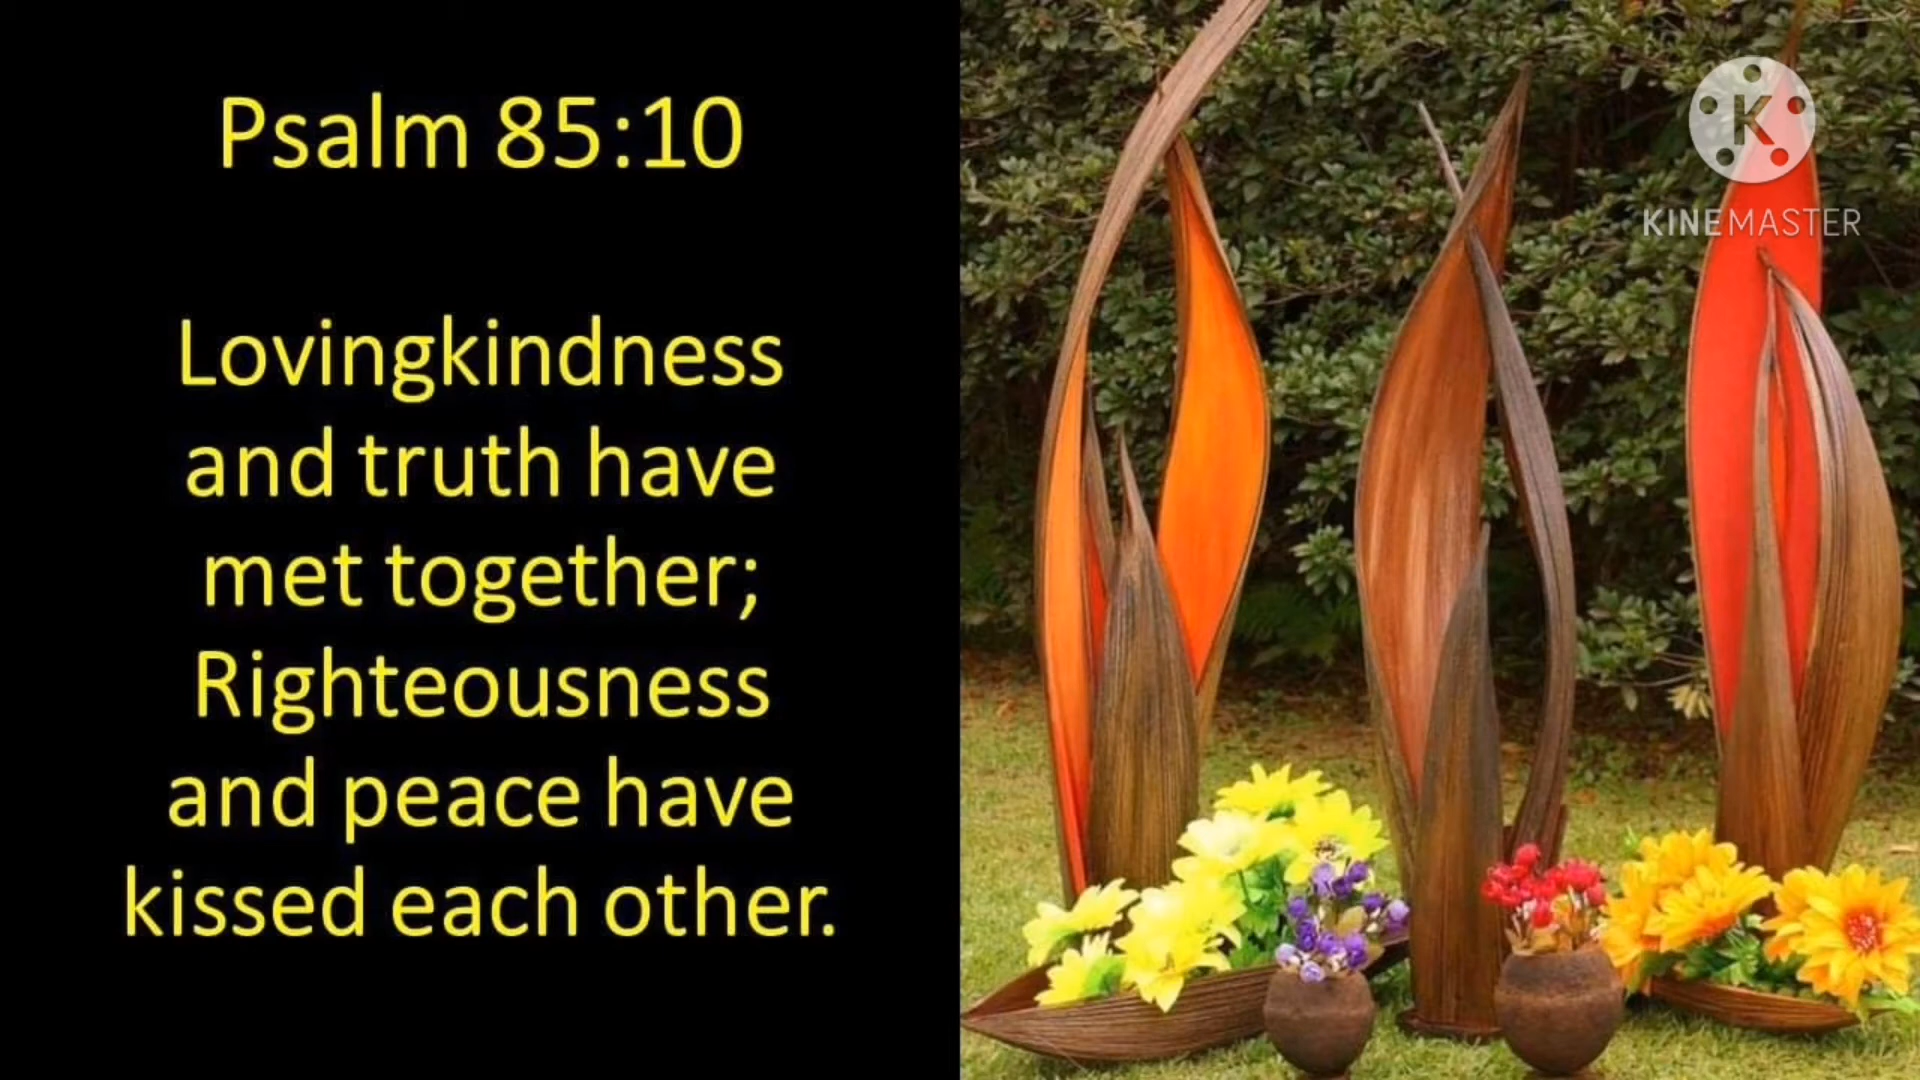 Psalm 85:10
Lovingkindness
and truth have
met together;
Righteousness
and peace have
kissed each other.
K
KINEMASTER